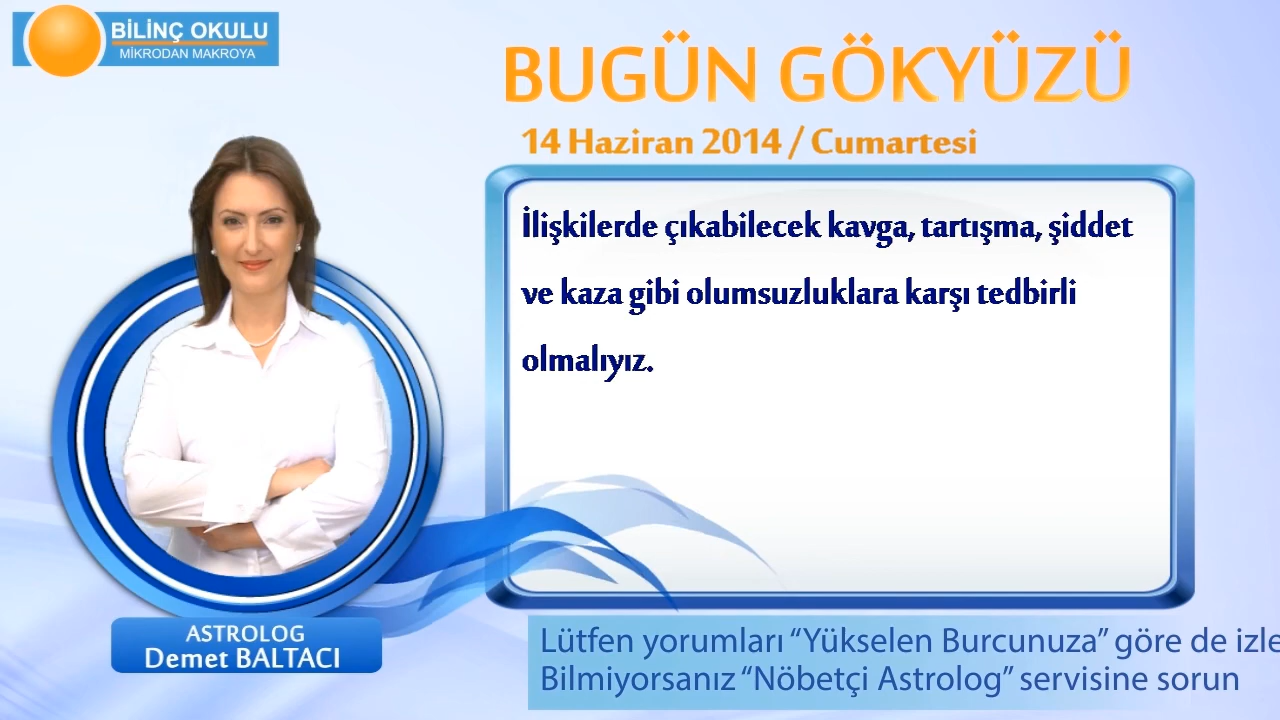 BİLİNÇ OKULU
MİKRODAN MAKROYA
BUGÜN GÖKYÜZÜ
14 Haziran 2014 / Cumartesi
İlişkilerde çıkabilecek kavga, tartışma, şiddet
ve kaza gibi olumsuzluklara karşı tedbirli
olmalıyız.
ASTROLOG
Demet BALTACI
Lütfen yorumları “Yükselen Burcunuza” göre de izle
Bilmiyorsanız “Nöbetçi Astrolog” servisine sorun